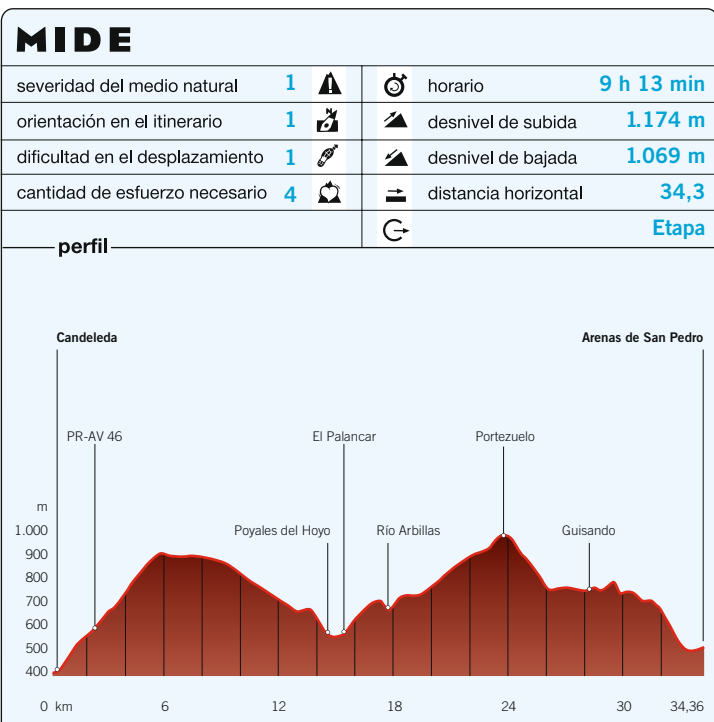 MIDE
severidad del medio natural 1
orientación en el itinerario 1
dificultad en el desplazamiento 1
cantidad de esfuerzo necesario 4
N
horario 9 h 13 min
desnivel de subida 1.174 m
desnivel de bajada 1.069 m
distancia horizontal 34,3
Etapa
perfil
Candeleda Arenas de San Pedro
PR-AV 46 El Palancar Portezuelo
m
1.000 Poyales del Hoyo Río Arbillas Guisando
900
800
700
600
500
400
0 km 6 12 18 24 30 34,36